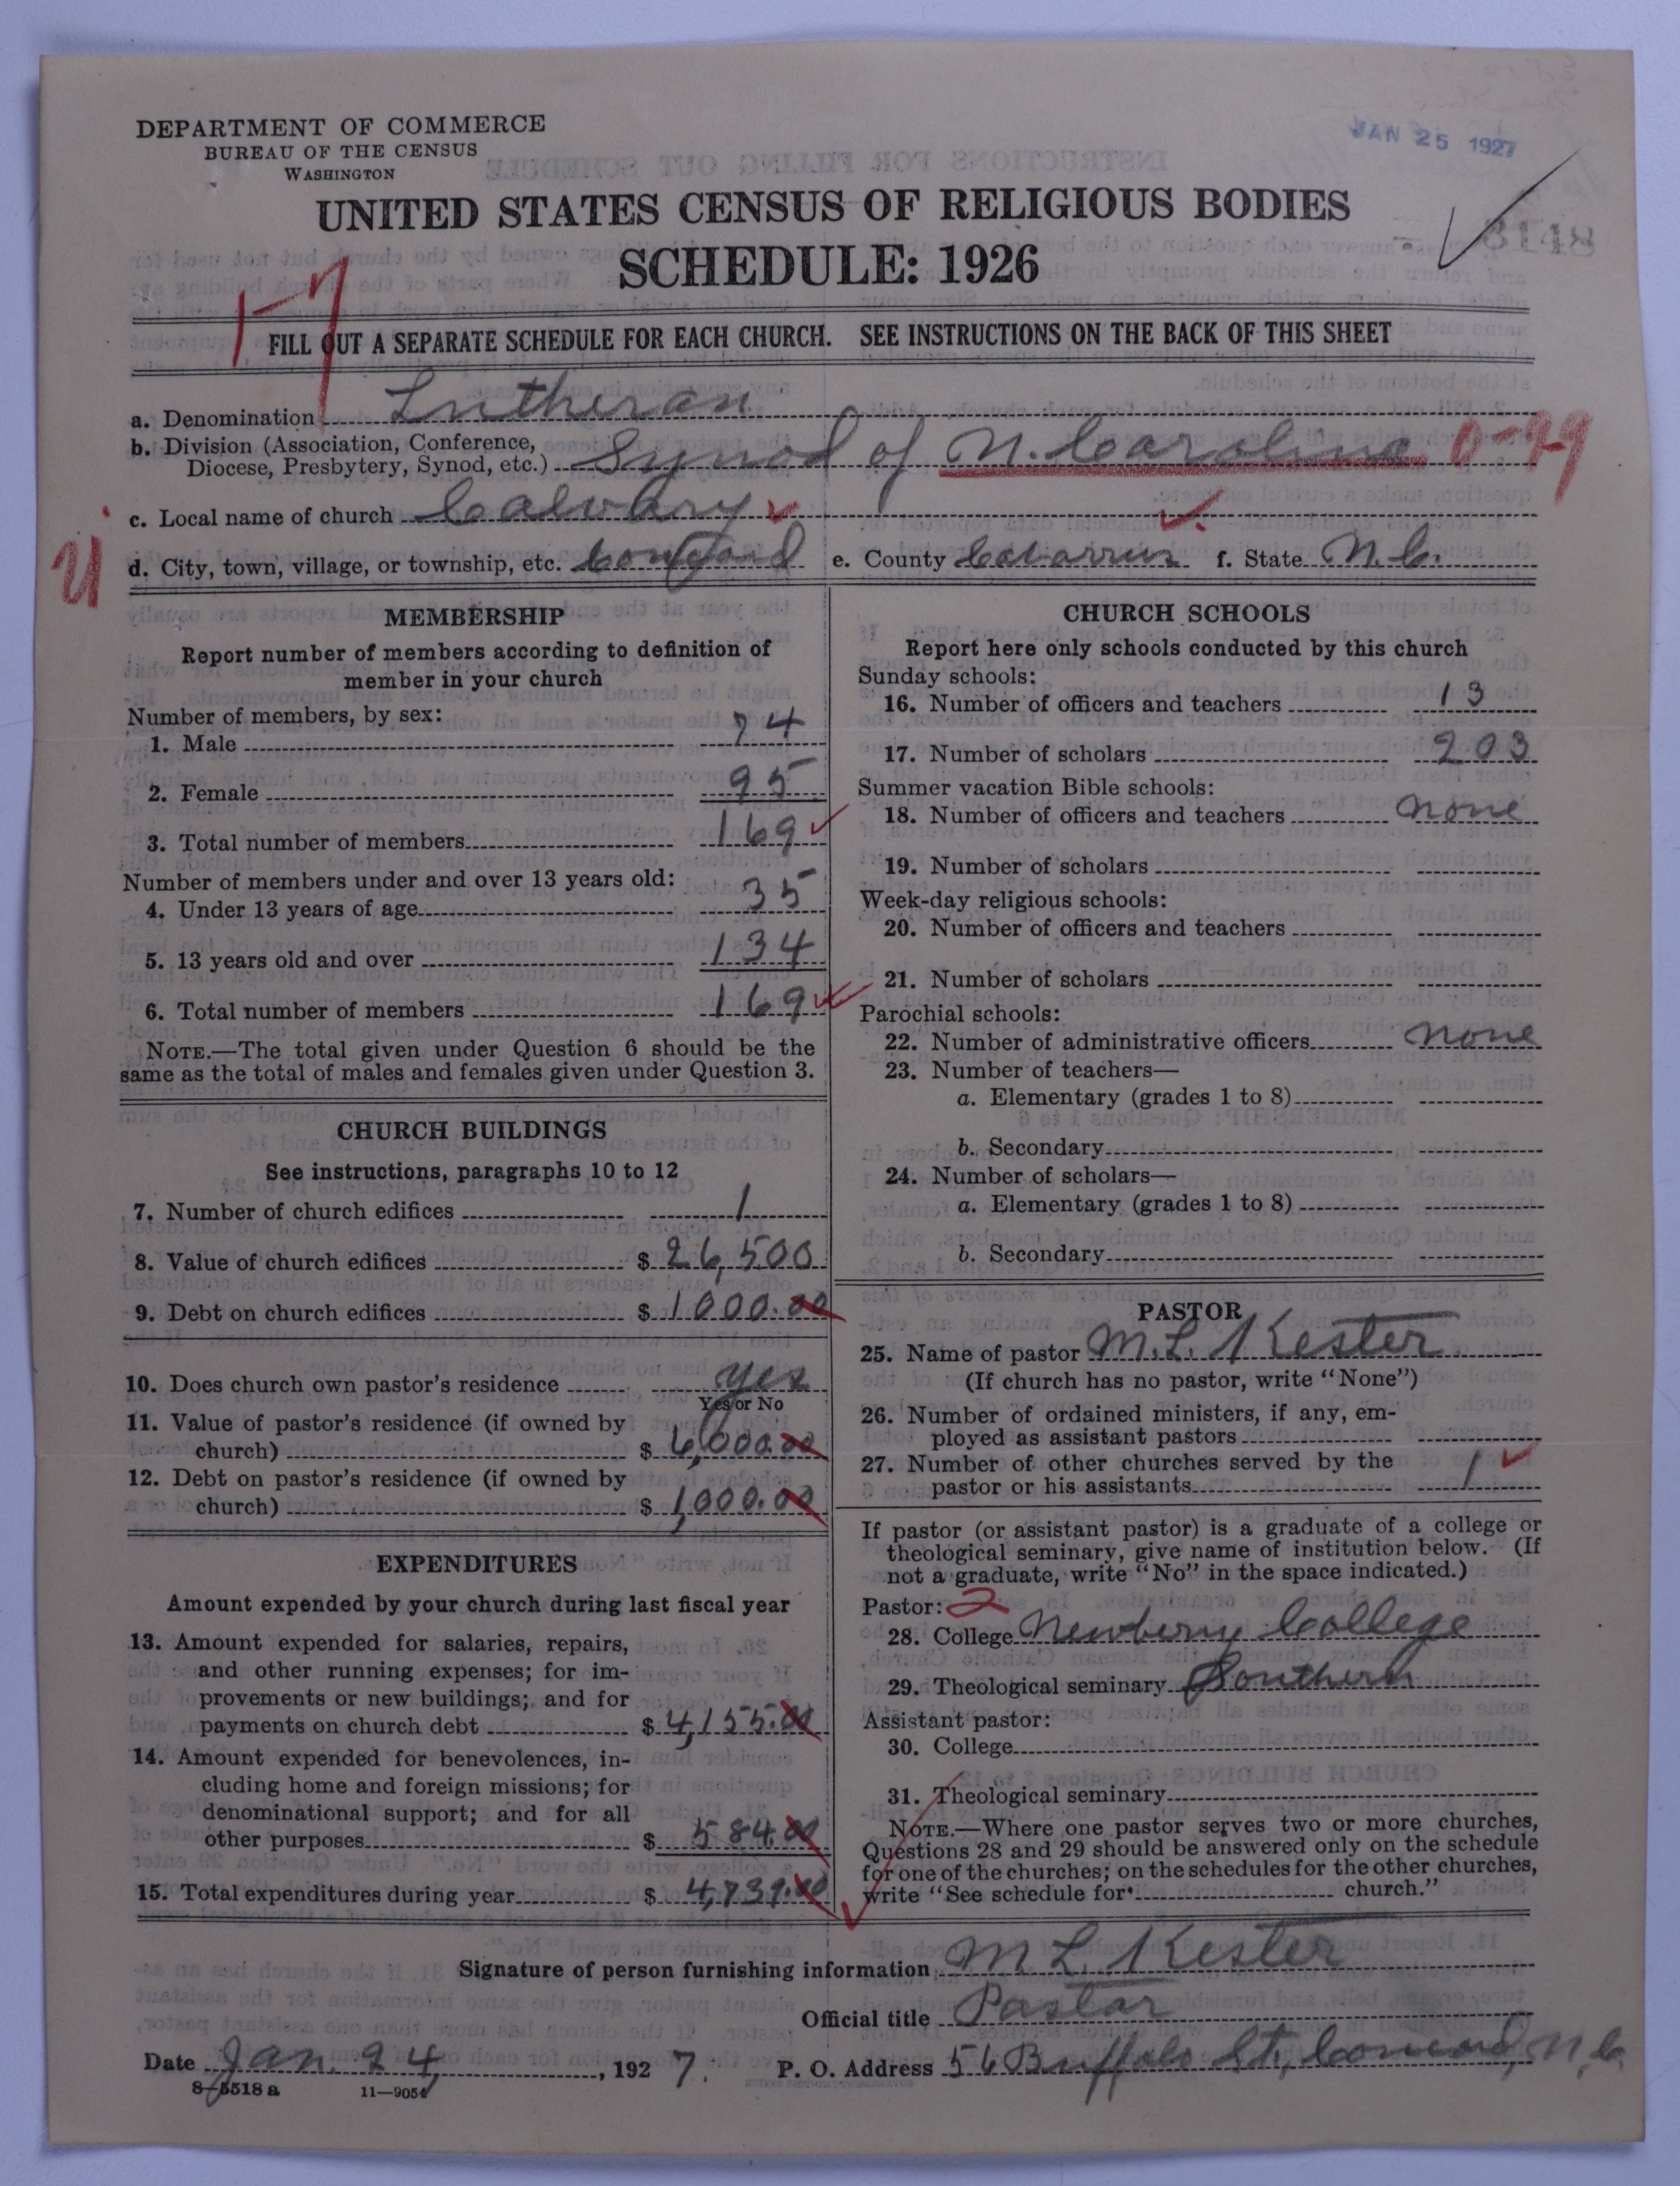 DEPARTMENT OF COMMERCE
BUREAU OF THE CENSUS
WASHINGTON
JAN 25 1927
3148
UNITED STATES CENSUS OF RELIGIOUS BODIES
SCHEDULE: 1926
1-7
FILL OUT A SEPARATE SCHEDULE FOR EACH CHURCH. SEE INSTRUCTIONS ON THE BACK OF THIS SHEET
a. Denomination Lutheran
b. Division (Association, Conference,
Diocese, Presbytery, Synod, etc.) Synod of N. Carolina 0-99
c. Local name of church Calvary
U
d. City, town, village, or township, etc. Concord e. County Cabarrus f. State N. C.
MEMBERSHIP
Report number of members according to definition of
member in your church
Number of members, by sex:
1. Male 74
2. Female 95
3. Total number of members 169
Number of members under and over 13 years old:
4. Under 13 years of age 35
5. 13 years old and over 134
6. Total number of members 169
NOTE.—The total given under Question 6 should be the
same as the total of males and females given under Question 3.
CHURCH BUILDINGS
See instructions, paragraphs 10 to 12
7. Number of church edifices 1
8. Value of church edifices $ 26,500
9. Debt on church edifices $ 1000.00
10. Does church own pastor's residence yes
Yes or No
11. Value of pastor's residence (if owned by
church) $ 6,000.00
12. Debt on pastor's residence (if owned by
church) $ 1,000.00
EXPENDITURES
Amount expended by your church during last fiscal year
13. Amount expended for salaries, repairs,
and other running expenses; for im-
provements or new buildings; and for
payments on church debt $ 4,155.00
14. Amount expended for benevolences, in-
cluding home and foreign missions; for
denominational support; and for all
other purposes $ 584.00
15. Total expenditures during year $ 4,739.00
CHURCH SCHOOLS
Report here only schools conducted by this church
Sunday schools:
16. Number of officers and teachers 13
17. Number of scholars 203
Summer vacation Bible schools:
18. Number of officers and teachers none
19. Number of scholars
Week-day religious schools:
20. Number of officers and teachers
21. Number of scholars
Parochial schools:
22. Number of administrative officers none
23. Number of teachers—
a. Elementary (grades 1 to 8)
b. Secondary
24. Number of scholars—
a. Elementary (grades 1 to 8)
b. Secondary
PASTOR
25. Name of pastor M. L. Kester
(If church has no pastor, write "None")
26. Number of ordained ministers, if any, em-
ployed as assistant pastors
27. Number of other churches served by the
pastor or his assistants 1
If pastor (or assistant pastor) is a graduate of a college or
theological seminary, give name of institution below. (If
not a graduate, write "No" in the space indicated.)
Pastor: 2
28. College Newberry College
29. Theological seminary Southern
Assistant pastor:
30. College
31. Theological seminary
NOTE.—Where one pastor serves two or more churches,
Questions 28 and 29 should be answered only on the schedule
for one of the churches; on the schedules for the other churches,
write "See schedule for church."
Signature of person furnishing information M L. Kester
Official title Pastor
Date Jan. 24, 1927. P. O. Address 56 Buffalo St., Concord, N. C.
8-5518 a 11-9054